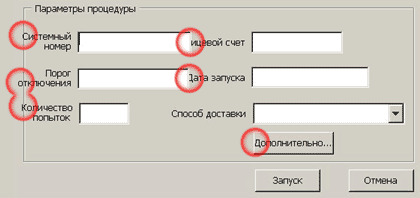 Параметры процедуры
Системный
номер
ицевой счет
Порог
отключения
Дата запуска
Количество
попыток
Способ доставки
Дополнительно...
Запуск
Отмена